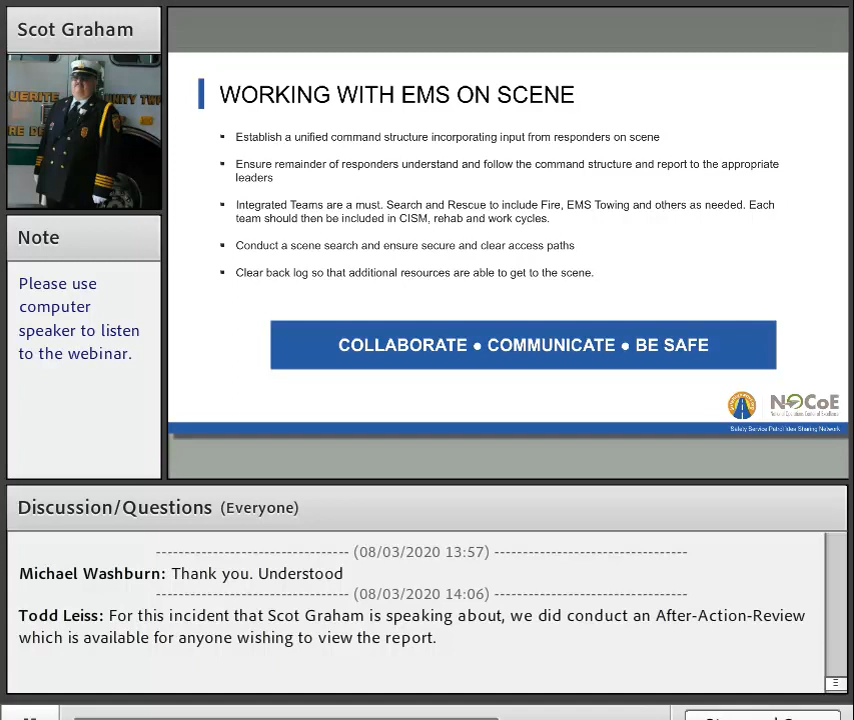 Scot Graham
Note
Please use
computer
speaker to listen
to the webinar.
WORKING WITH EMS ON SCENE
▪ Establish a unified command structure incorporating input from responders on scene
▪ Ensure remainder of responders understand and follow the command structure and report to the appropriate
leaders
▪ Integrated Teams are a must. Search and Rescue to include Fire, EMS Towing and others as needed. Each
team should then be included in CISM, rehab and work cycles.
▪ Conduct a scene search and ensure secure and clear access paths
▪ Clear back log so that additional resources are able to get to the scene.
COLLABORATE ● COMMUNICATE ● BE SAFE
NOCoE
Safety Service Patrol Idea Sharing Network
Discussion/Questions (Everyone)
--------------------------------- (08/03/2020 13:57) ---------------------------------
Michael Washburn: Thank you. Understood
--------------------------------- (08/03/2020 14:06) ---------------------------------
Todd Leiss: For this incident that Scot Graham is speaking about, we did conduct an After-Action-Review
which is available for anyone wishing to view the report.